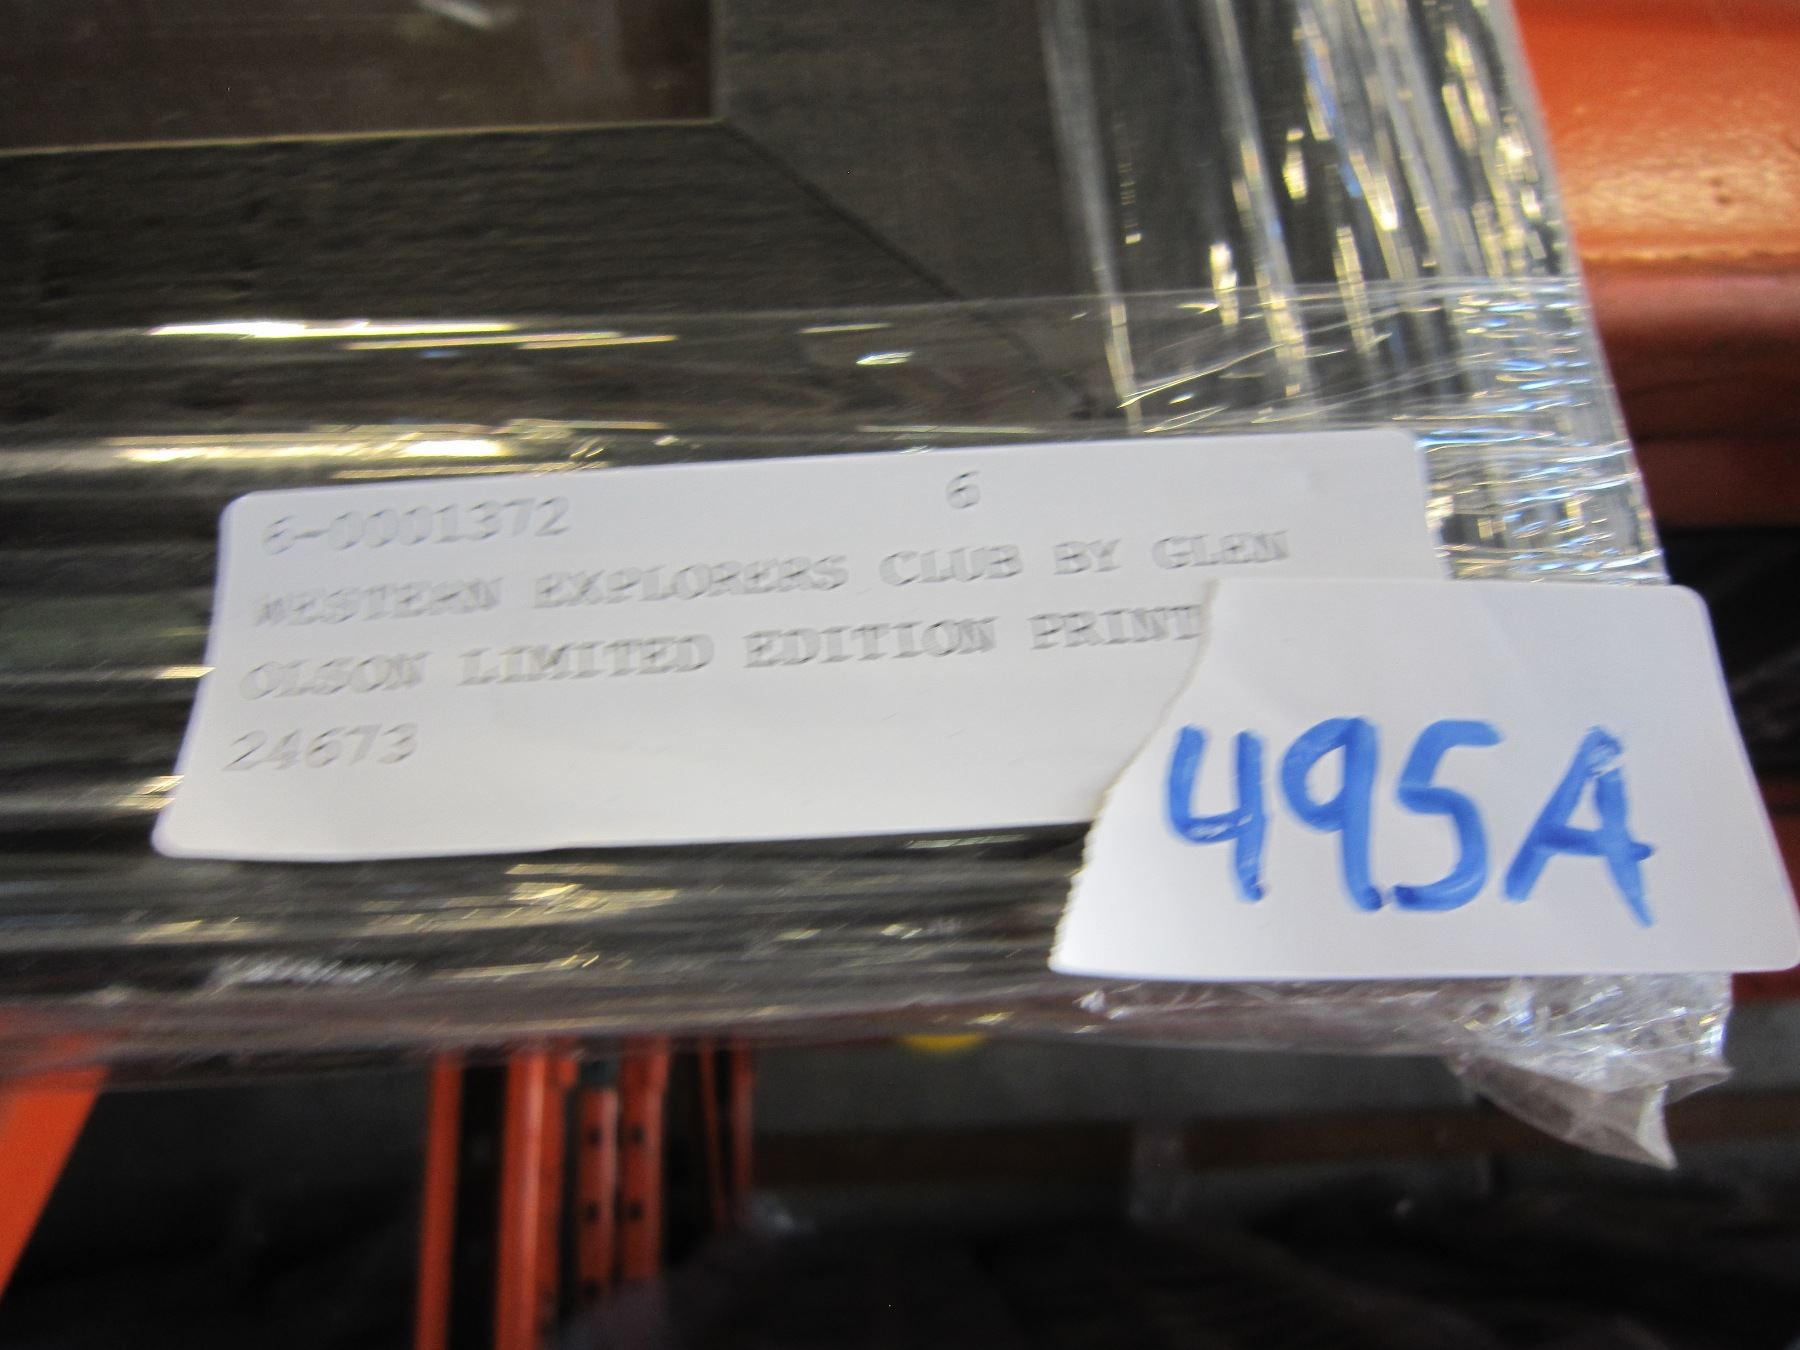 6-0001372 6
WESTERN EXPLORERS CLUB BY GLEN
OLSON LIMITED EDITION PRINT
24673
495A